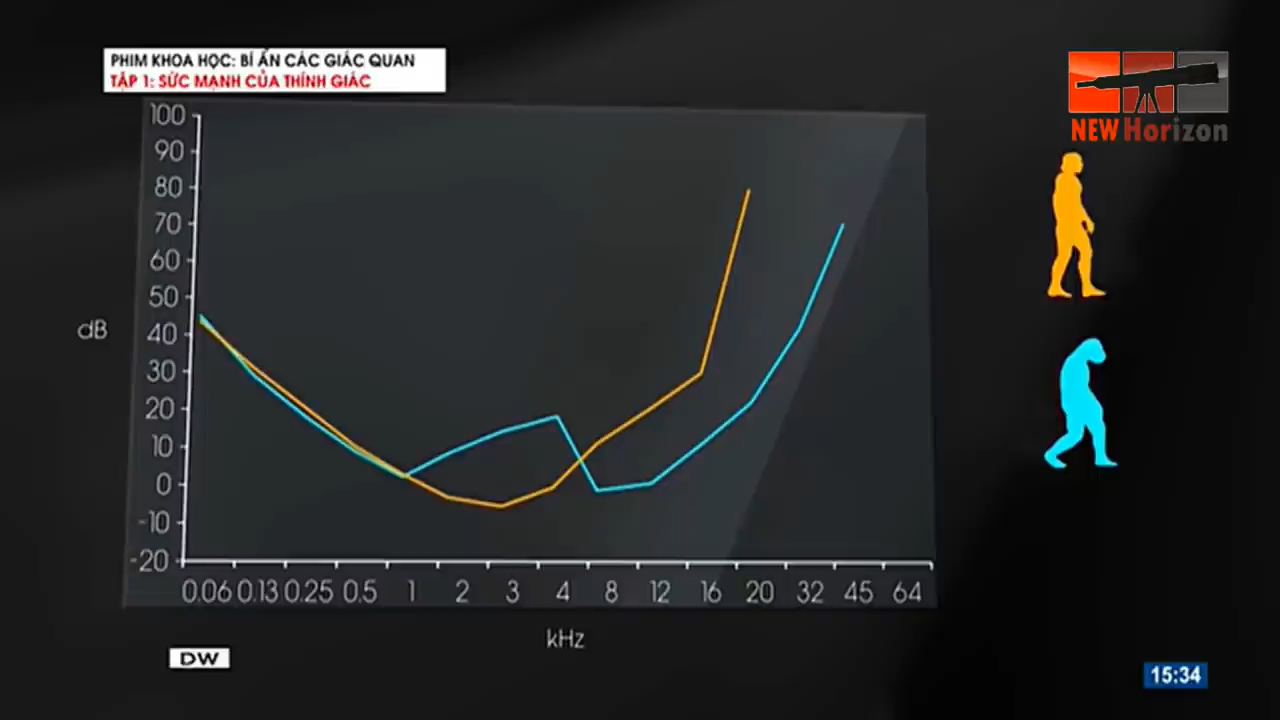 PHIM KHOA HỌC: BÍ ẨN CÁC GIÁC QUAN
TẬP 1: SỨC MẠNH CỦA THÍNH GIÁC
NEW Horizon
100
90
80
70
60
50
40
30
20
10
0
-10
-20
dB
0.06 0.13 0.25 0.5 1 2 3 4 8 12 16 20 32 45 64
kHz
DW
15:34